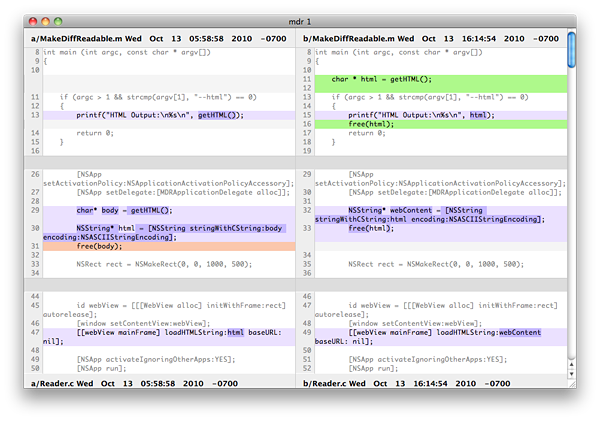 mdr 1
a/MakeDiffReadable.m Wed Oct 13 05:58:58 2010 -0700
8 int main (int argc, const char * argv[])
9 {
10
11 if (argc > 1 && strcmp(argv[1], "--html") == 0)
12 {
13 printf("HTML Output:\n%s\n", getHTML());
14 return 0;
15 }
16
26 [NSApp
setActivationPolicy:NSApplicationActivationPolicyAccessory];
27 [NSApp setDelegate:[MDRApplicationDelegate alloc]];
28
29 char* body = getHTML();
30 NSString* html = [NSString stringWithCString:body
encoding:NSASCIIStringEncoding];
31 free(body);
32
33 NSRect rect = NSMakeRect(0, 0, 1000, 500);
34
44
45 id webView = [[[WebView alloc] initWithFrame:rect]
autorelease];
46 [window setContentView:webView];
47 [[webView mainFrame] loadHTMLString:html baseURL:
nil];
48
49 [NSApp activateIgnoringOtherApps:YES];
50 [NSApp run];
a/Reader.c Wed Oct 13 05:58:58 2010 -0700
b/MakeDiffReadable.m Wed Oct 13 16:14:54 2010 -0700
8 int main (int argc, const char * argv[])
9 {
10
11 char * html = getHTML();
12
13 if (argc > 1 && strcmp(argv[1], "--html") == 0)
14 {
15 printf("HTML Output:\n%s\n", html);
16 free(html);
17 return 0;
18 }
19
29 [NSApp
setActivationPolicy:NSApplicationActivationPolicyAccessory];
30 [NSApp setDelegate:[MDRApplicationDelegate alloc]];
31
32 NSString* webContent = [NSString
stringWithCString:html encoding:NSASCIIStringEncoding];
33 free(html);
34
35 NSRect rect = NSMakeRect(0, 0, 1000, 500);
36
46
47 id webView = [[[WebView alloc] initWithFrame:rect]
autorelease];
48 [window setContentView:webView];
49 [[webView mainFrame] loadHTMLString:webContent
baseURL: nil];
50
51 [NSApp activateIgnoringOtherApps:YES];
52 [NSApp run];
b/Reader.c Wed Oct 13 16:14:54 2010 -0700